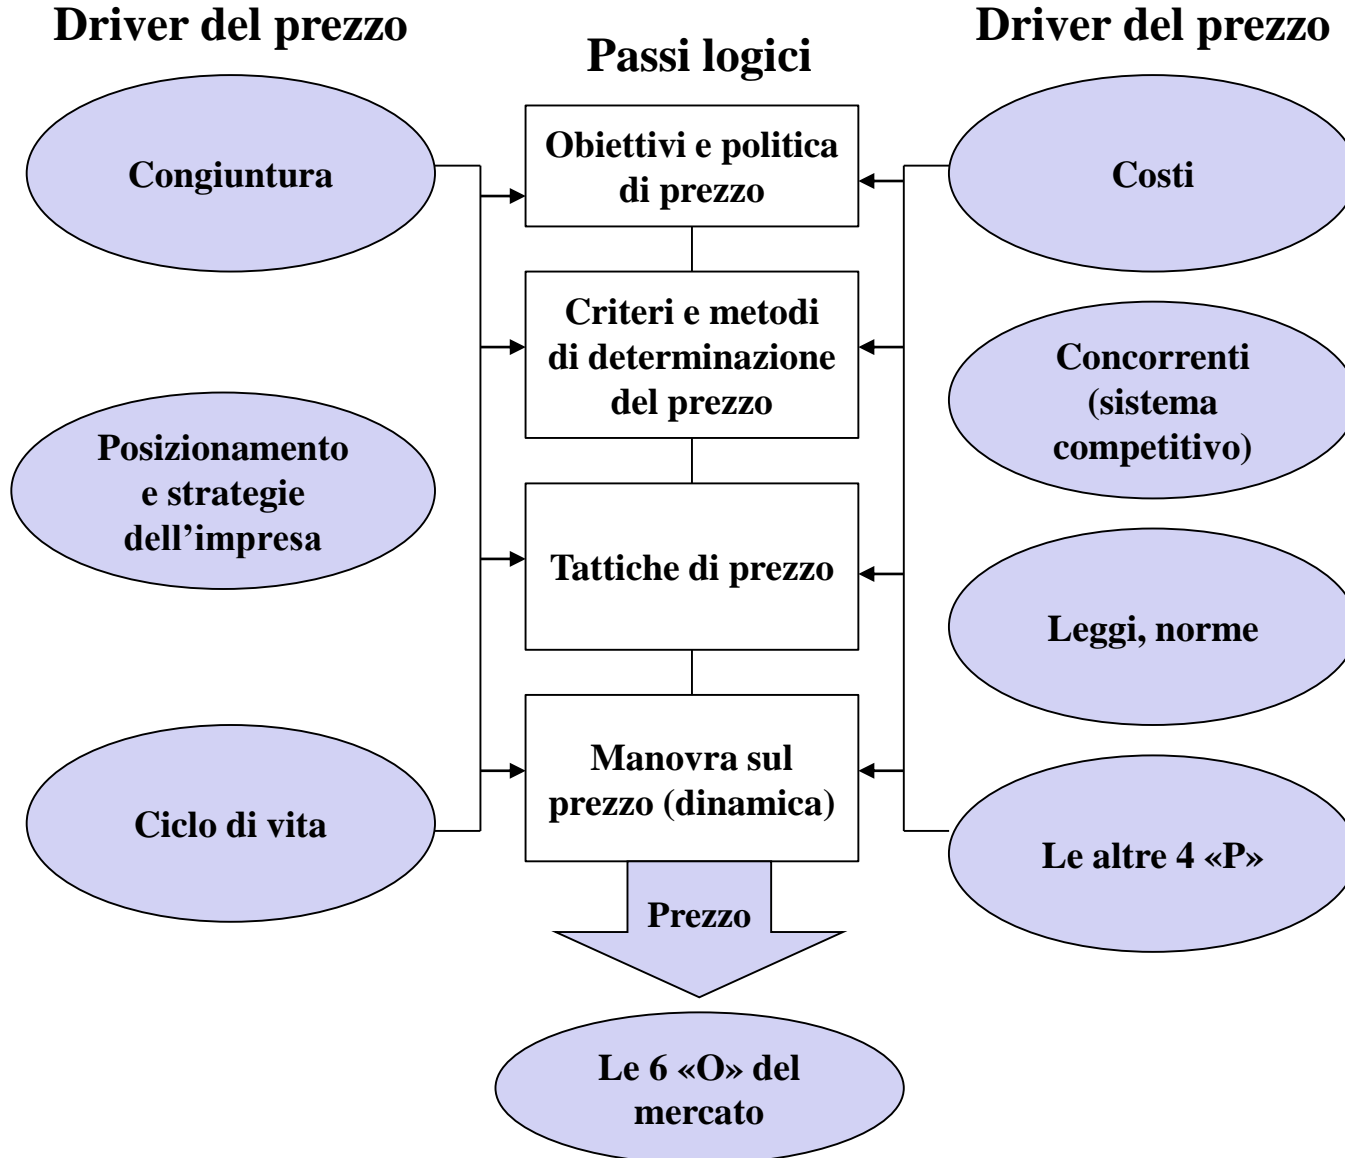 Driver del prezzo
Passi logici
Driver del prezzo
Congiuntura
Posizionamento
e strategie
dell’impresa
Ciclo di vita
Obiettivi e politica
di prezzo
Criteri e metodi
di determinazione
del prezzo
Tattiche di prezzo
Manovra sul
prezzo (dinamica)
Prezzo
Le 6 «O» del
mercato
Costi
Concorrenti
(sistema
competitivo)
Leggi, norme
Le altre 4 «P»